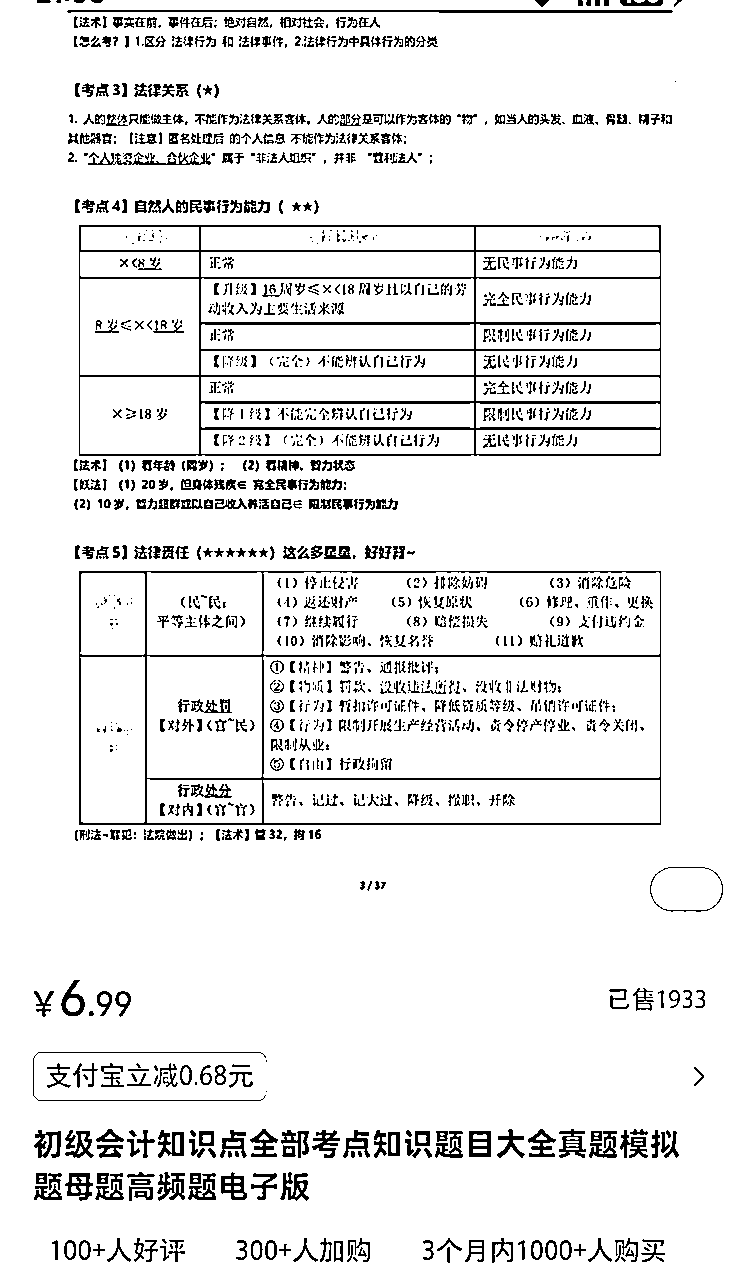 【法术】事实在前，事件在后；绝对自然，相对社会，行为在人
【怎么考？】1.区分 法律行为 和 法律事件，2.法律行为中具体行为的分类
【考点 3】法律关系（★）
1. 人的整体只能做主体，不能作为法律关系客体，人的部分是可以作为客体的“物”，如当人的头发、血液、骨髓、精子和
其他器官；【注意】匿名处理后 的个人信息 不能作为法律关系客体；
2. “个人独资企业、合伙企业”属于“非法人组织”，并非 “营利法人”；
【考点 4】自然人的民事行为能力（ ★★）
×<8 岁 正常 无民事行为能力
8 岁≤×<18 岁
【升级】16 周岁≤×<18 周岁且以自己的劳
动收入为主要生活来源 完全民事行为能力
正常 限制民事行为能力
【降级】（完全）不能辨认自己行为 无民事行为能力
×≥18 岁
正常 完全民事行为能力
【降 1 级】不能完全辨认自己行为 限制民事行为能力
【降 2 级】（完全）不能辨认自己行为 无民事行为能力
【法术】（1）看年龄（周岁）； （2）看精神、智力状态
【妖法】（1）20 岁，但身体残疾∈ 完全民事行为能力；
（2）10 岁，智力超群或以自己收入养活自己∈ 限制民事行为能力
【考点 5】法律责任（★★★★★★）这么多星星，好好背~
（民~民；
平等主体之间）
（1）停止侵害 （2）排除妨碍 （3）消除危险
（4）返还财产 （5）恢复原状 （6）修理、重作、更换
（7）继续履行 （8）赔偿损失 （9）支付违约金
（10）消除影响、恢复名誉 （11）赔礼道歉
行政处罚
【对外】（官~民）
①【精神】警告、通报批评；
②【物质】罚款、没收违法所得、没收非法财物；
③【行为】暂扣许可证件、降低资质等级、吊销许可证件；
④【行为】限制开展生产经营活动、责令停产停业、责令关闭、
限制从业；
⑤【自由】行政拘留
行政处分
【对内】（官~官）
警告、记过、记大过、降级、撤职、开除
（刑法~罪犯：法院做出）；【法术】管 32，拘 16
3 / 37
¥6.99
已售1933
支付宝立减0.68元
初级会计知识点全部考点知识题目大全真题模拟
题母题高频题电子版
100+人好评 300+人加购 3个月内1000+人购买